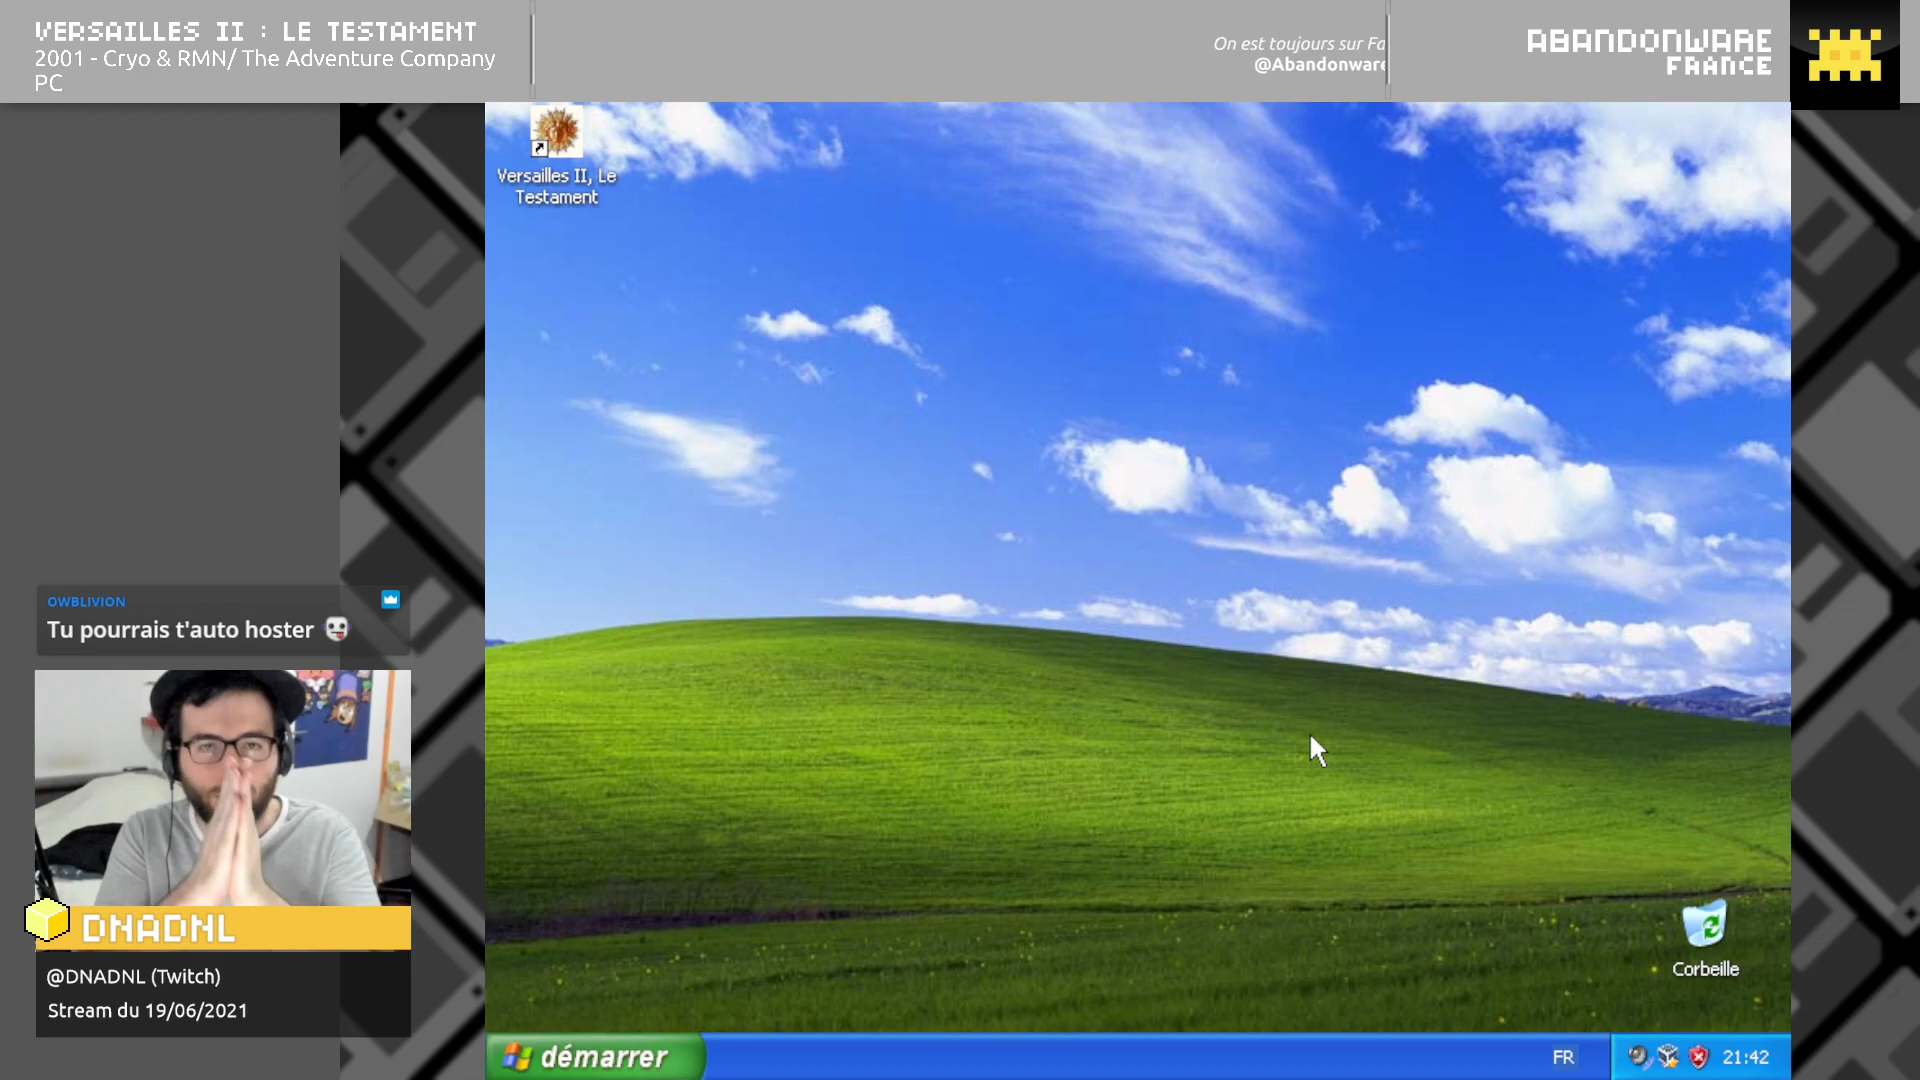 VERSAILLES II : LE TESTAMENT
2001 - Cryo & RMN/ The Adventure Company
PC
On est toujours sur Fa
@Abandonware
ABANDONWARE
FRANCE
Versailles II, Le
Testament
OWBLIVION
Tu pourrais t'auto hoster
DNADNL
@DNADNL (Twitch)
Stream du 19/06/2021
Corbeille
démarrer
FR
21:42